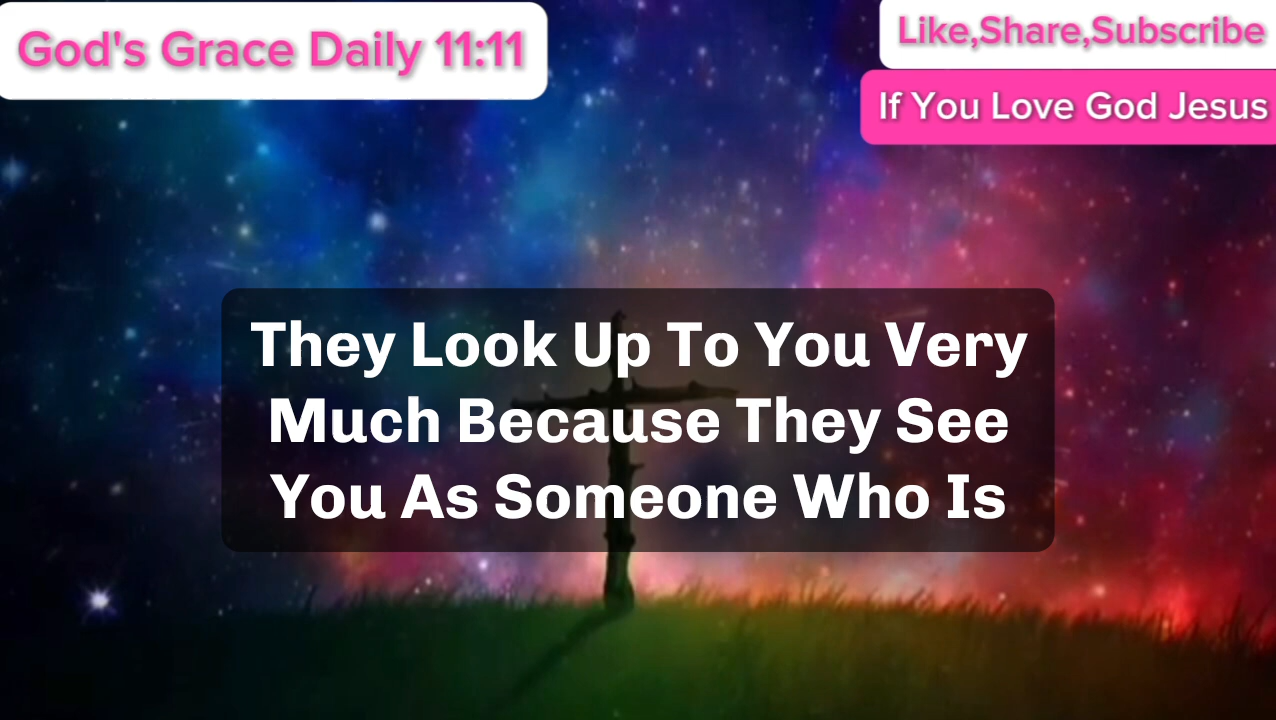 God's Grace Daily 11:11
Like,Share,Subscribe
If You Love God Jesus
They Look Up To You Very
Much Because They See
You As Someone Who Is